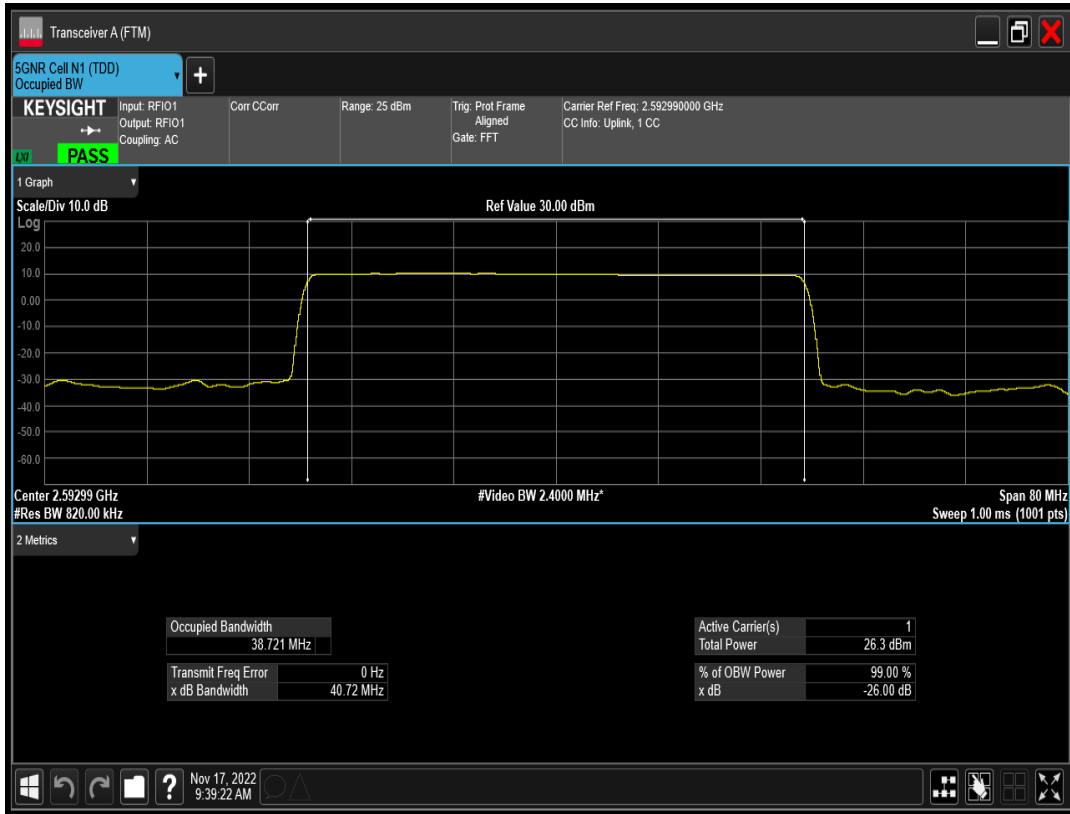 Transceiver A (FTM)
5GNR Cell N1 (TDD)
Occupied BW
+
KEYSIGHT
LXI
PASS
Input: RFIO1
Output: RFIO1
Coupling: AC
Corr CCorr
Range: 25 dBm
Trig: Prot Frame
Aligned
Gate: FFT
Carrier Ref Freq: 2.592990000 GHz
CC Info: Uplink, 1 CC
1 Graph
Scale/Div 10.0 dB
Ref Value 30.00 dBm
Log
20.0
10.0
0.00
-10.0
-20.0
-30.0
-40.0
-50.0
-60.0
Center 2.59299 GHz
#Video BW 2.4000 MHz*
Span 80 MHz
#Res BW 820.00 kHz
Sweep 1.00 ms (1001 pts)
2 Metrics
Occupied Bandwidth
38.721 MHz
Transmit Freq Error 0 Hz
x dB Bandwidth 40.72 MHz
Active Carrier(s) 1
Total Power 26.3 dBm
% of OBW Power 99.00 %
x dB -26.00 dB
?
Nov 17, 2022
9:39:22 AM